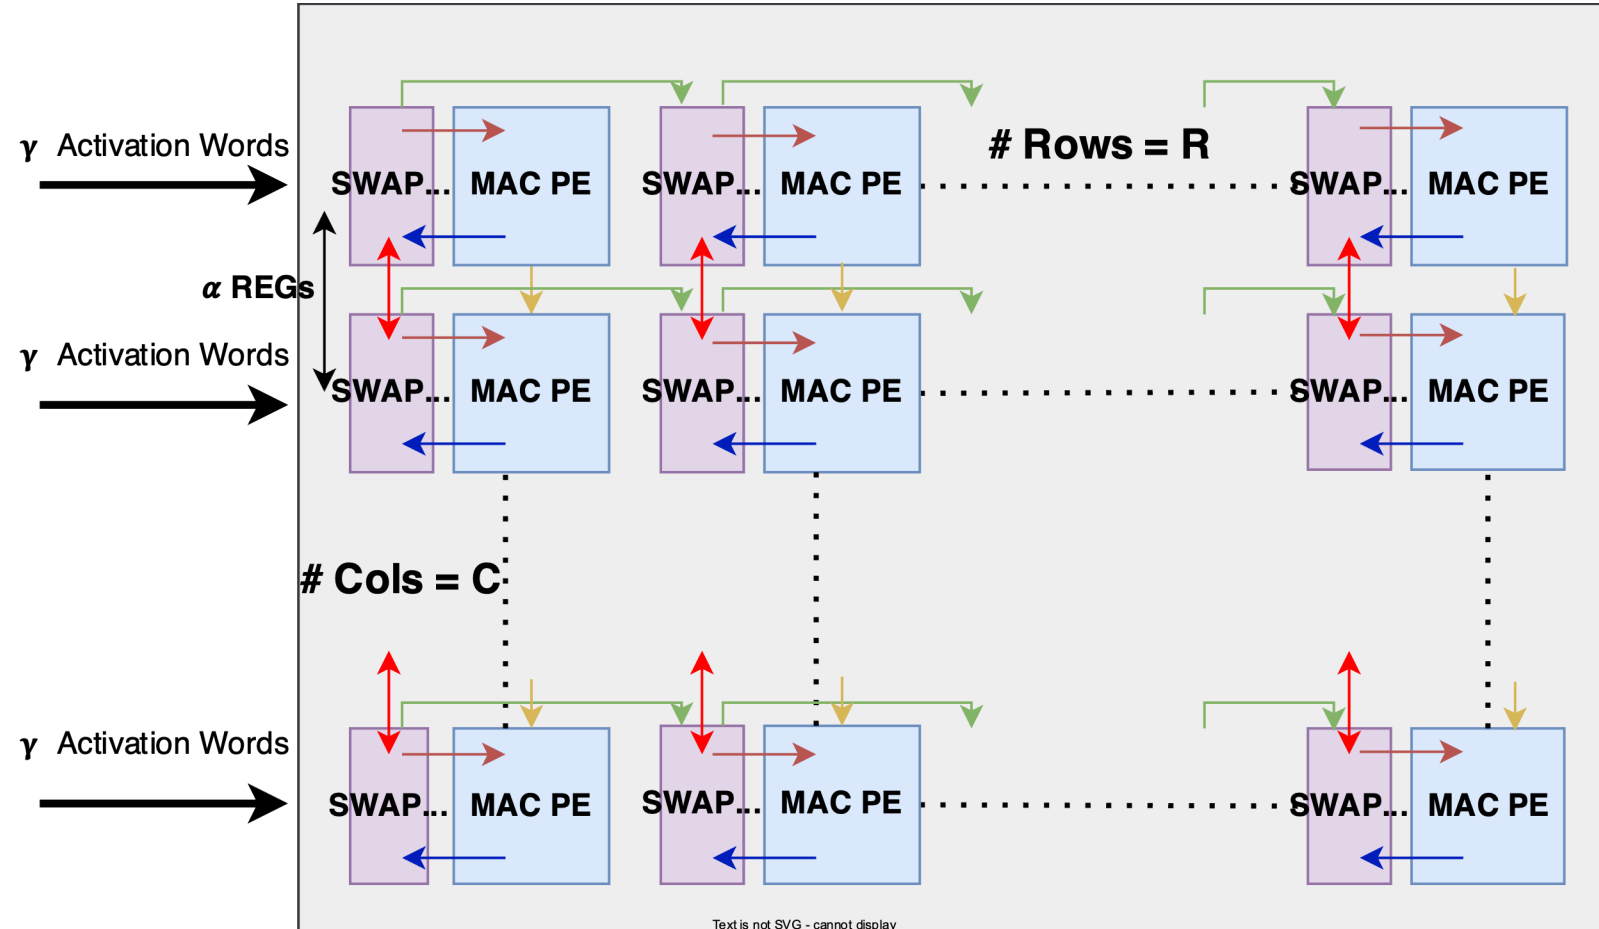 γ Activation Words
# Rows = R
SWAP... MAC PE SWAP... MAC PE SWAP... MAC PE
α REGs
γ Activation Words
SWAP... MAC PE SWAP... MAC PE SWAP... MAC PE
# Cols = C
γ Activation Words
SWAP... MAC PE SWAP... MAC PE SWAP... MAC PE
Text is not SVG - cannot display